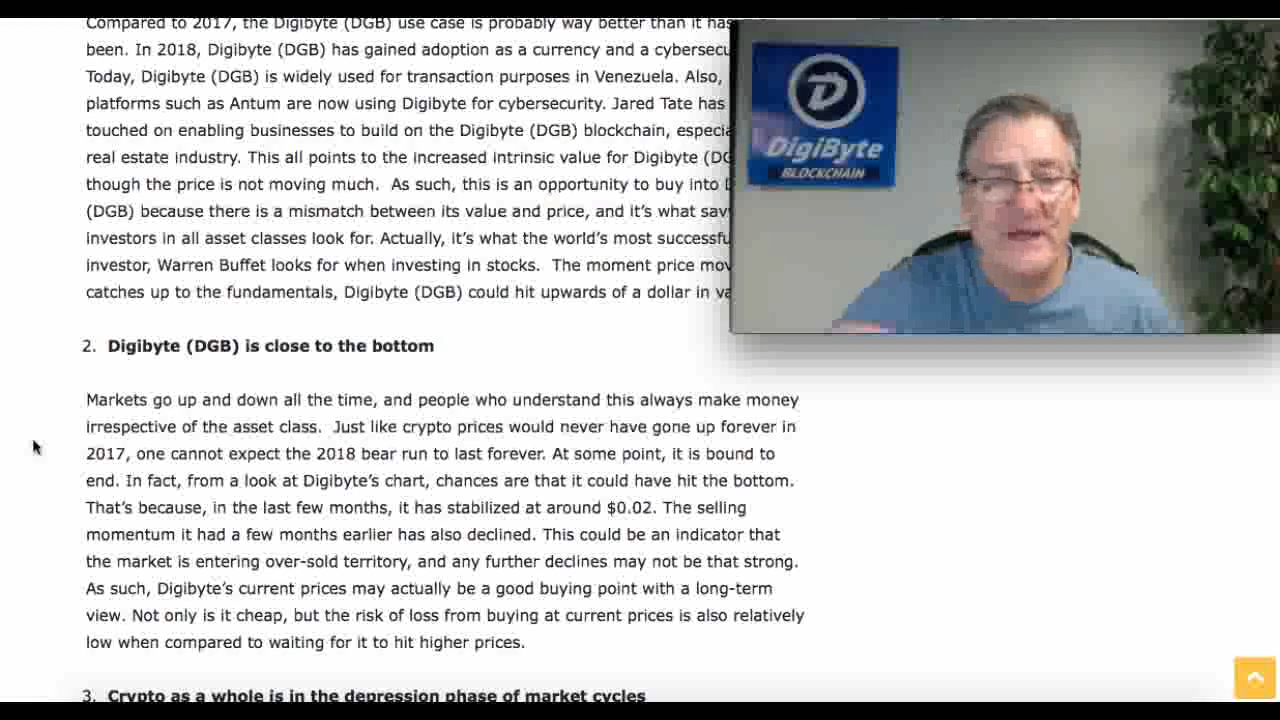 Compared to 2017, the Digibyte (DGB) use case is probably way better than it has
been. In 2018, Digibyte (DGB) has gained adoption as a currency and a cybersecu
Today, Digibyte (DGB) is widely used for transaction purposes in Venezuela. Also,
platforms such as Antum are now using Digibyte for cybersecurity. Jared Tate has
touched on enabling businesses to build on the Digibyte (DGB) blockchain, especia
real estate industry. This all points to the increased intrinsic value for Digibyte (DG
though the price is not moving much. As such, this is an opportunity to buy into
(DGB) because there is a mismatch between its value and price, and it's what sav
investors in all asset classes look for. Actually, it's what the world's most successfu
investor, Warren Buffet looks for when investing in stocks. The moment price mov
catches up to the fundamentals, Digibyte (DGB) could hit upwards of a dollar in va
DigiByte
BLOCKCHAIN
2. Digibyte (DGB) is close to the bottom
Markets go up and down all the time, and people who understand this always make money
irrespective of the asset class. Just like crypto prices would never have gone up forever in
2017, one cannot expect the 2018 bear run to last forever. At some point, it is bound to
end. In fact, from a look at Digibyte's chart, chances are that it could have hit the bottom.
That's because, in the last few months, it has stabilized at around $0.02. The selling
momentum it had a few months earlier has also declined. This could be an indicator that
the market is entering over-sold territory, and any further declines may not be that strong.
As such, Digibyte's current prices may actually be a good buying point with a long-term
view. Not only is it cheap, but the risk of loss from buying at current prices is also relatively
low when compared to waiting for it to hit higher prices.
3. Crypto as a whole is in the depression phase of market cycles